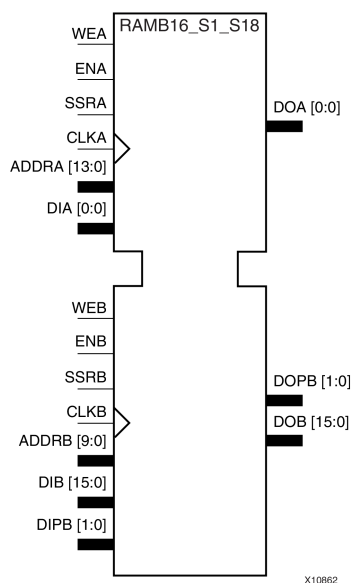 RAMB16_S1_S18
WEA
ENA
SSRA
CLKA
ADDRA [13:0]
DIA [0:0]
DOA [0:0]
WEB
ENB
SSRB
CLKB
ADDRB [9:0]
DIB [15:0]
DIPB [1:0]
DOPB [1:0]
DOB [15:0]
X10862